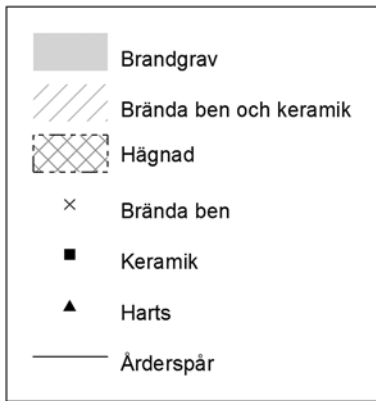 Brandgrav
Brända ben och keramik
Hägnad
Brända ben
Keramik
Harts
Årderspår